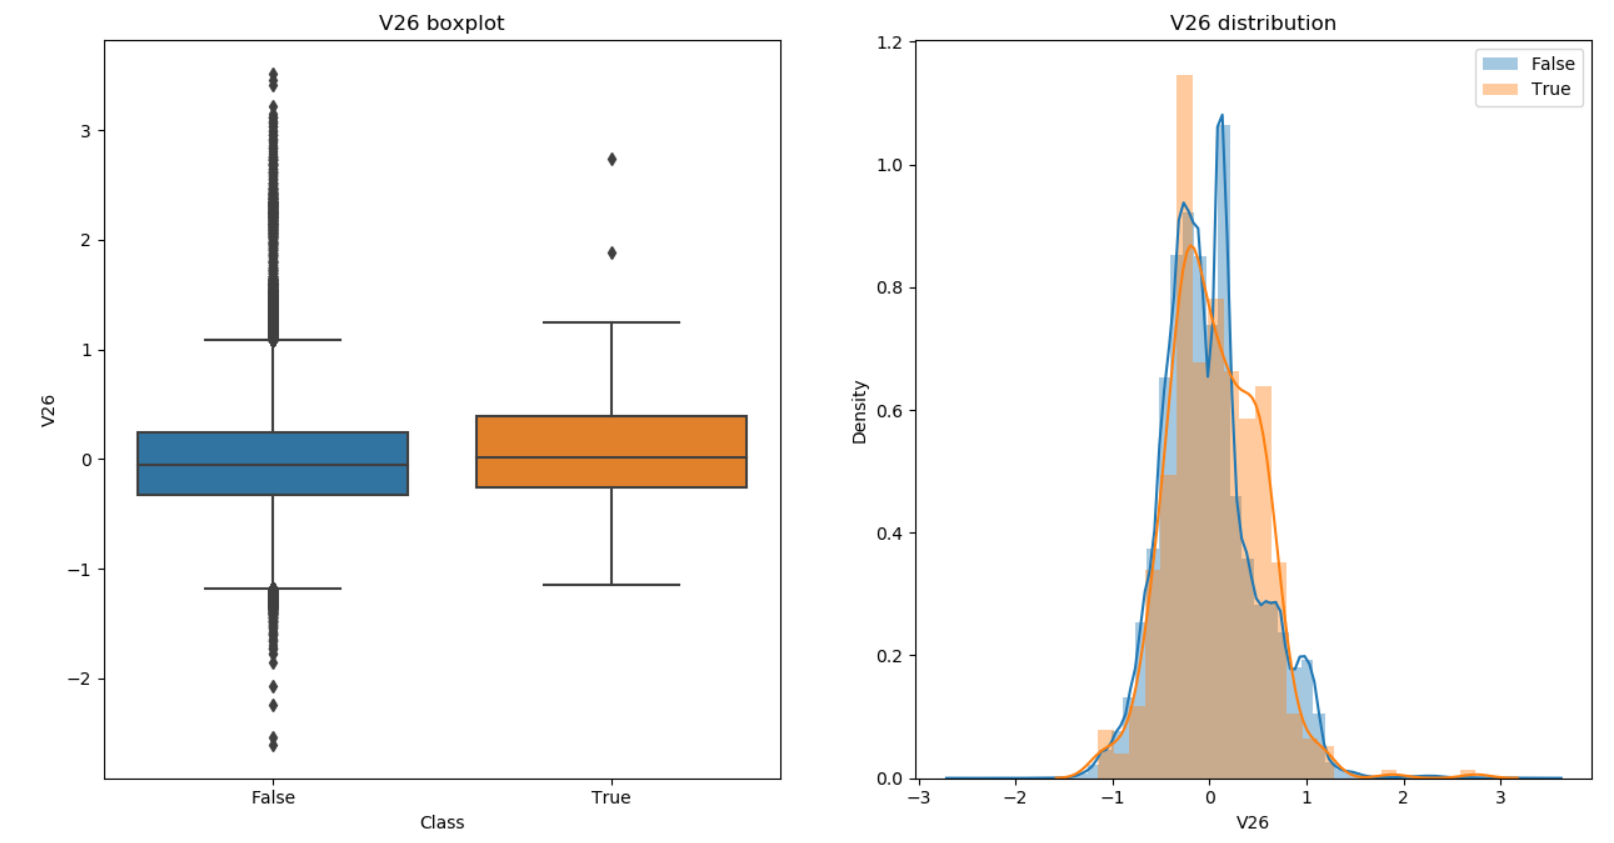 V26 boxplot
V26
3
2
1
0
−1
−2
False
True
Class
V26 distribution
Density
1.2
1.0
0.8
0.6
0.4
0.2
0.0
−3
−2
−1
0
1
2
3
V26
False
True